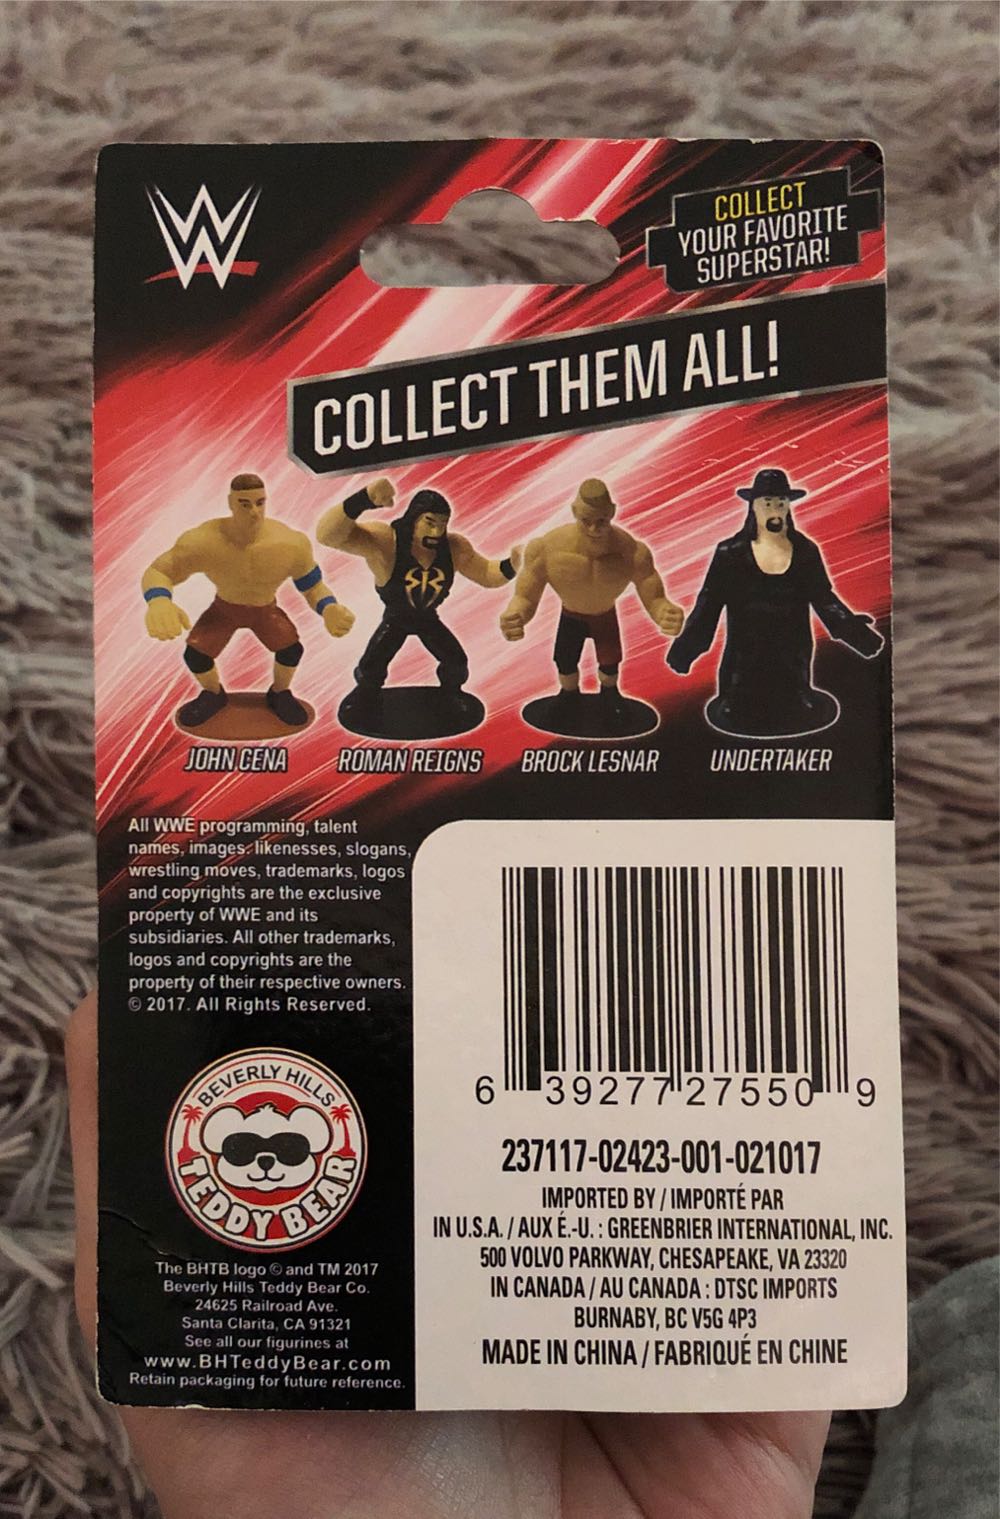 W
COLLECT
YOUR FAVORITE
SUPERSTAR!
COLLECT THEM ALL!
JOHN CENA
ROMAN REIGNS
BROCK LESNAR
UNDERTAKER
All WWE programming, talent
names, images, likenesses, slogans,
wrestling moves, trademarks, logos
and copyrights are the exclusive
property of WWE and its
subsidiaries. All other trademarks,
logos and copyrights are the
property of their respective owners.
© 2017. All Rights Reserved.
BEVERLY HILLS
TEDDY BEAR
The BHTB logo © and TM 2017
Beverly Hills Teddy Bear Co.
24625 Railroad Ave.
Santa Clarita, CA 91321
See all our figurines at
www.BHTeddyBear.com
Retain packaging for future reference.
6 39277 27550 9
237117-02423-001-021017
IMPORTED BY / IMPORTÉ PAR
IN U.S.A. / AUX É.-U. : GREENBRIER INTERNATIONAL, INC.
500 VOLVO PARKWAY, CHESAPEAKE, VA 23320
IN CANADA / AU CANADA : DTSC IMPORTS
BURNABY, BC V5G 4P3
MADE IN CHINA / FABRIQUÉ EN CHINE